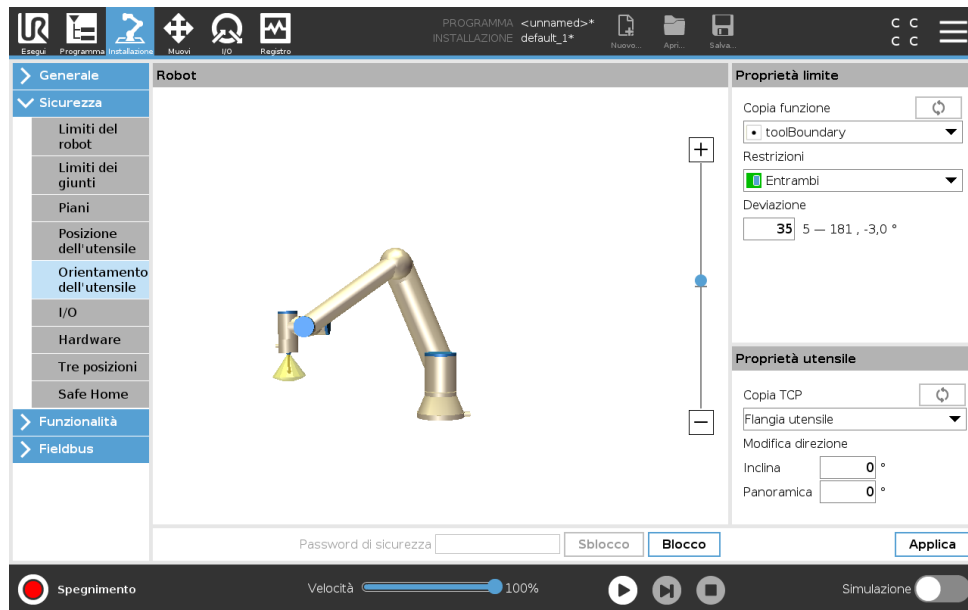 PROGRAMMA <unnamed>*
INSTALLAZIONE default_1*
UR
Esegui
Programma
Installazione
Muovi
I/O
Registro
Nuovo...
Apri...
Salva...
C C
C C
Generale
Sicurezza
Limiti del
robot
Limiti dei
giunti
Piani
Posizione
dell'utensile
Orientamento
dell'utensile
I/O
Hardware
Tre posizioni
Safe Home
Funzionalità
Fieldbus
Robot
Proprietà limite
Copia funzione
toolBoundary
Restrizioni
Entrambi
Deviazione
35 5 — 181 , -3,0 °
Proprietà utensile
Copia TCP
Flangia utensile
Modifica direzione
Inclina 0 °
Panoramica 0 °
Password di sicurezza
Sblocco
Blocco
Applica
Spegnimento
Velocità 100%
Simulazione